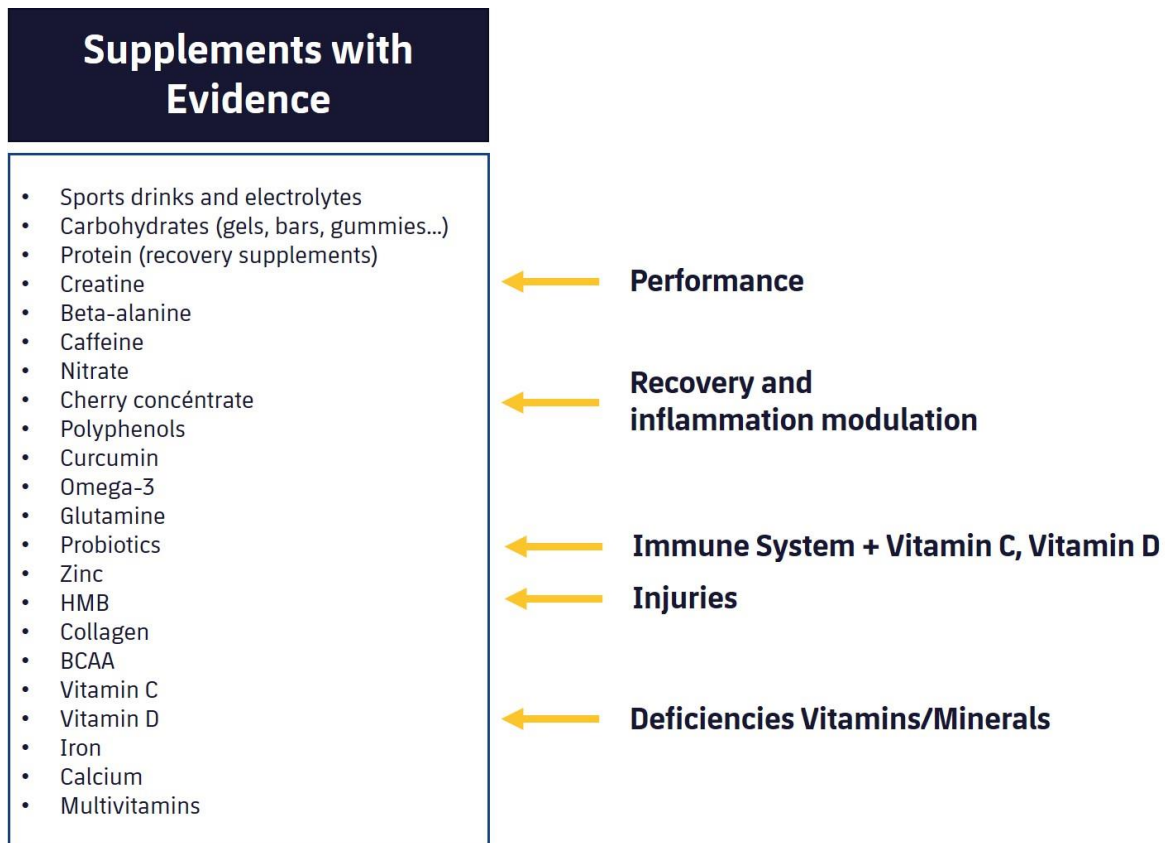 Supplements with
Evidence
• Sports drinks and electrolytes
• Carbohydrates (gels, bars, gummies...)
• Protein (recovery supplements)
• Creatine
• Beta-alanine
• Caffeine
• Nitrate
• Cherry concéntrate
• Polyphenols
• Curcumin
• Omega-3
• Glutamine
• Probiotics
• Zinc
• HMB
• Collagen
• BCAA
• Vitamin C
• Vitamin D
• Iron
• Calcium
• Multivitamins
Performance
Recovery and
inflammation modulation
Immune System + Vitamin C, Vitamin D
Injuries
Deficiencies Vitamins/Minerals